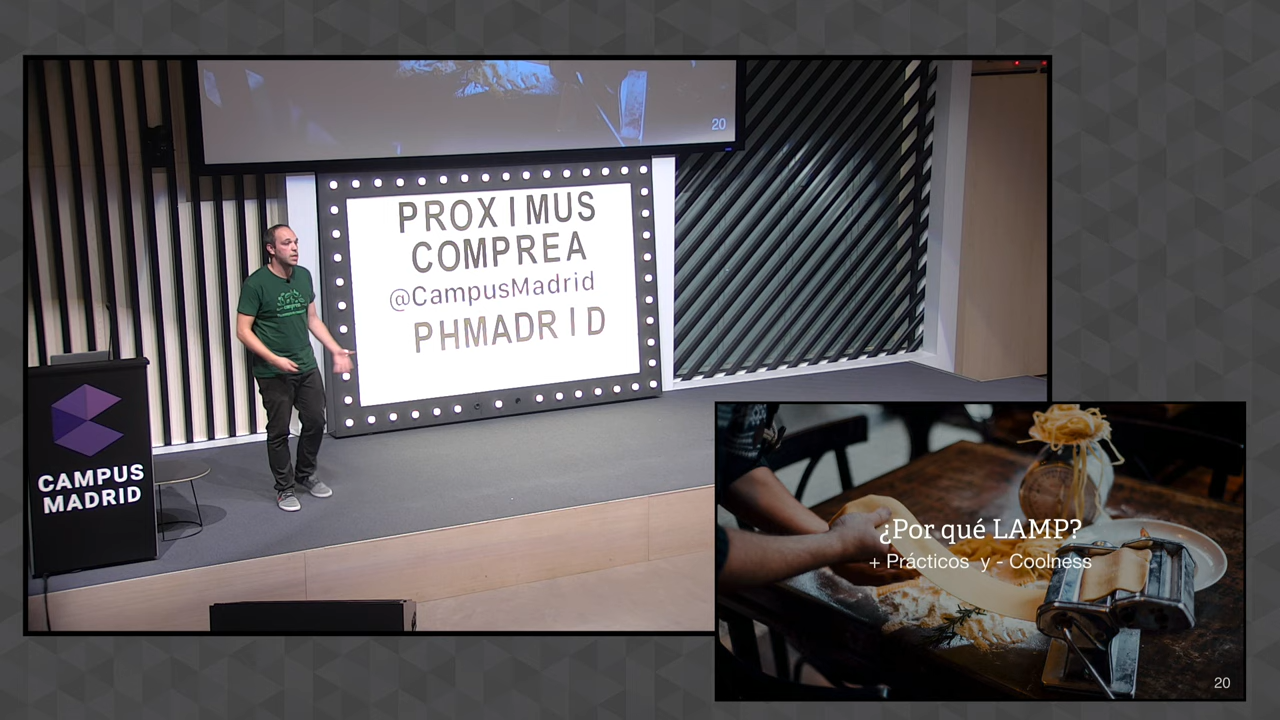 20
PROXIMUS
COMPREA
@CampusMadrid
PHMADRID
CAMPUS
MADRID
¿Por qué LAMP?
+ Prácticos y - Coolness
20